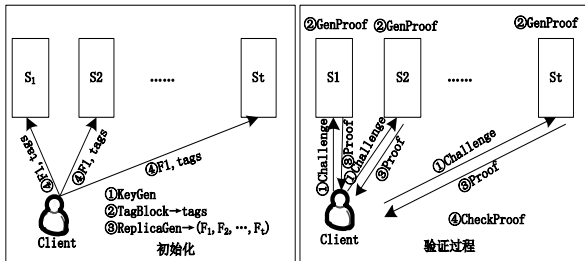 S₁
S2
……
St
④F1,tags
④F1,tags
④F1,tags
①KeyGen
②TagBlock→tags
③ReplicaGen→(F₁,F₂,…,Fₜ)
Client
初始化
②GenProof
②GenProof
②GenProof
S1
S2
……
St
①Challenge
③Proof
①Challenge
③Proof
①Challenge
③Proof
④CheckProof
Client
验证过程